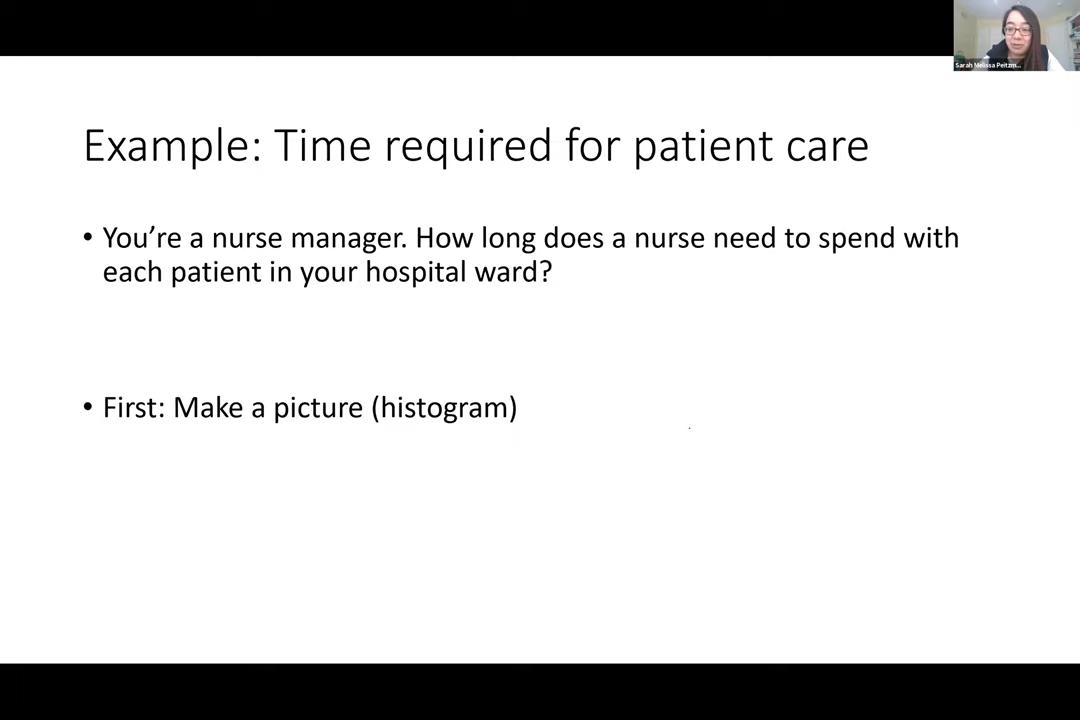 Sarah Melissa Peitzm...
Example: Time required for patient care
• You’re a nurse manager. How long does a nurse need to spend with
each patient in your hospital ward?
• First: Make a picture (histogram)